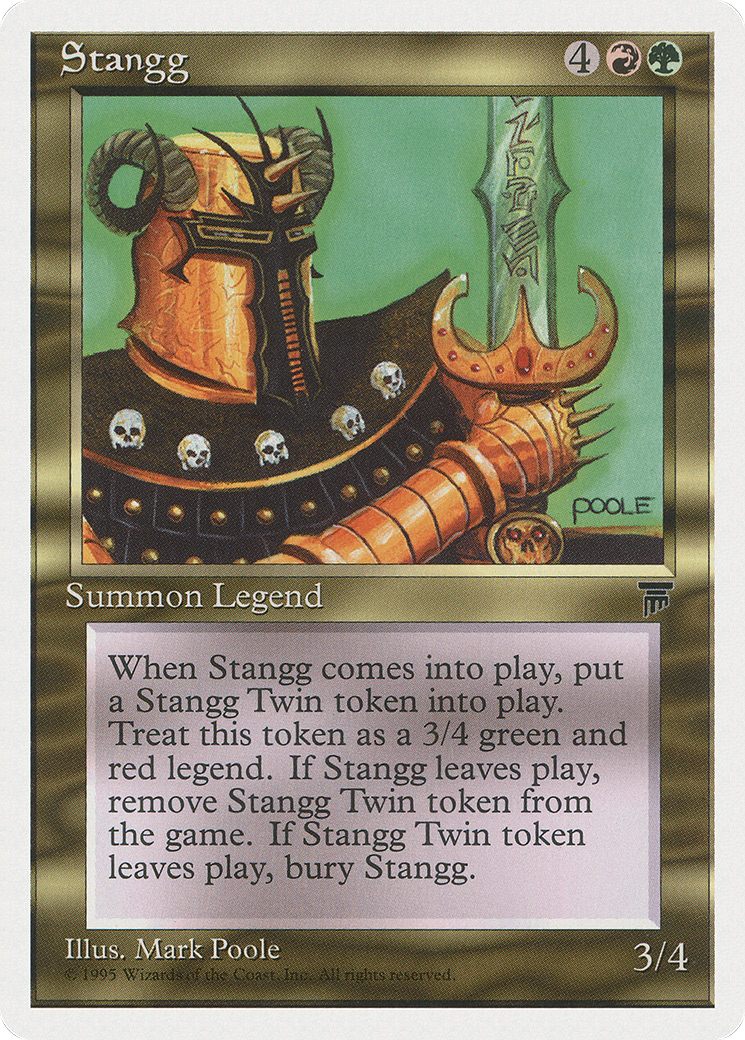 Stangg 4
POOLE
Summon Legend
When Stangg comes into play, put
a Stangg Twin token into play.
Treat this token as a 3/4 green and
red legend. If Stangg leaves play,
remove Stangg Twin token from
the game. If Stangg Twin token
leaves play, bury Stangg.
Illus. Mark Poole
© 1995 Wizards of the Coast, Inc. All rights reserved.
3/4